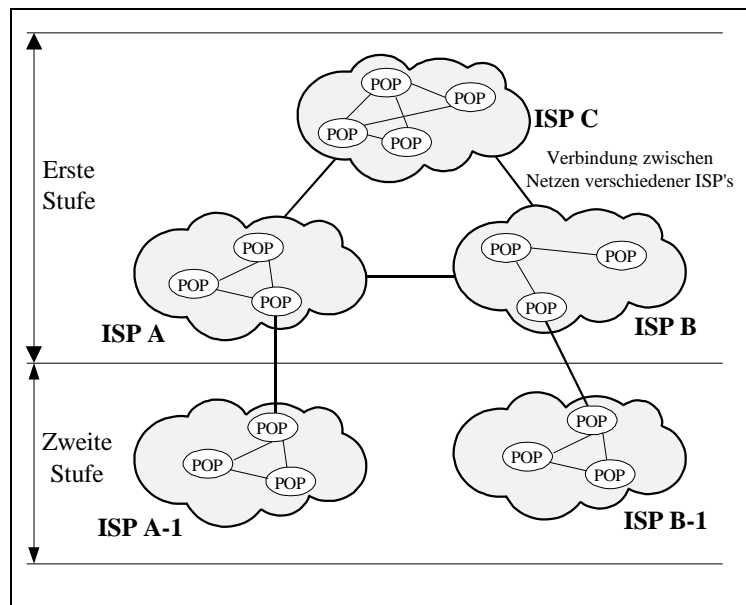 POP
POP
POP
POP
ISP C
Erste
Stufe
Verbindung zwischen
Netzen verschiedener ISP's
POP
POP
POP
ISP A
POP
POP
POP
ISP B
Zweite
Stufe
POP
POP
POP
ISP A-1
POP
POP
POP
ISP B-1